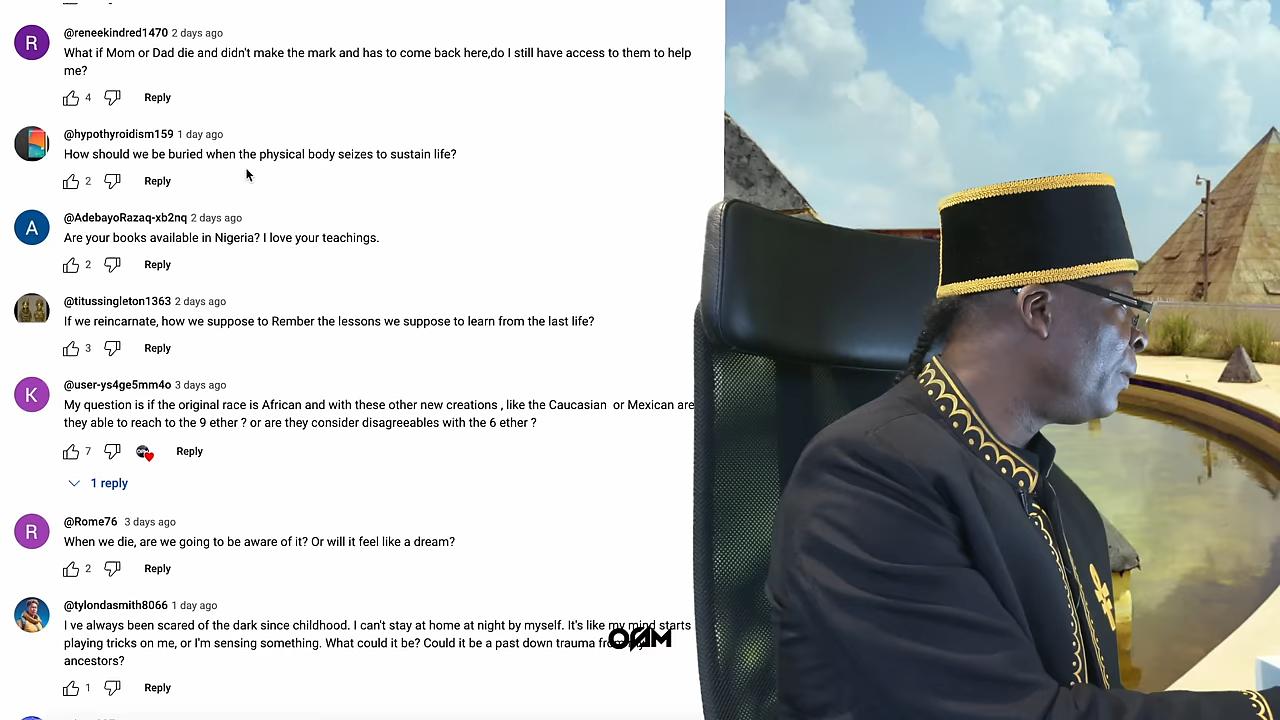 @reneekindred1470 2 days ago
What if Mom or Dad die and didn't make the mark and has to come back here,do I still have access to them to help
me?
4 Reply
@hypothyroidism159 1 day ago
How should we be buried when the physical body seizes to sustain life?
2 Reply
A @AdebayoRazaq-xb2nq 2 days ago
Are your books available in Nigeria? I love your teachings.
2 Reply
@titussingleton1363 2 days ago
If we reincarnate, how we suppose to Rember the lessons we suppose to learn from the last life?
3 Reply
K @user-ys4ge5mm4o 3 days ago
My question is if the original race is African and with these other new creations , like the Caucasian or Mexican are
they able to reach to the 9 ether ? or are they consider disagreeables with the 6 ether ?
7 Reply
1 reply
R @Rome76 3 days ago
When we die, are we going to be aware of it? Or will it feel like a dream?
2 Reply
@tylondasmith8066 1 day ago
I ve always been scared of the dark since childhood. I can't stay at home at night by myself. It's like my mind starts
playing tricks on me, or I'm sensing something. What could it be? Could it be a past down trauma
ancestors?
1 Reply